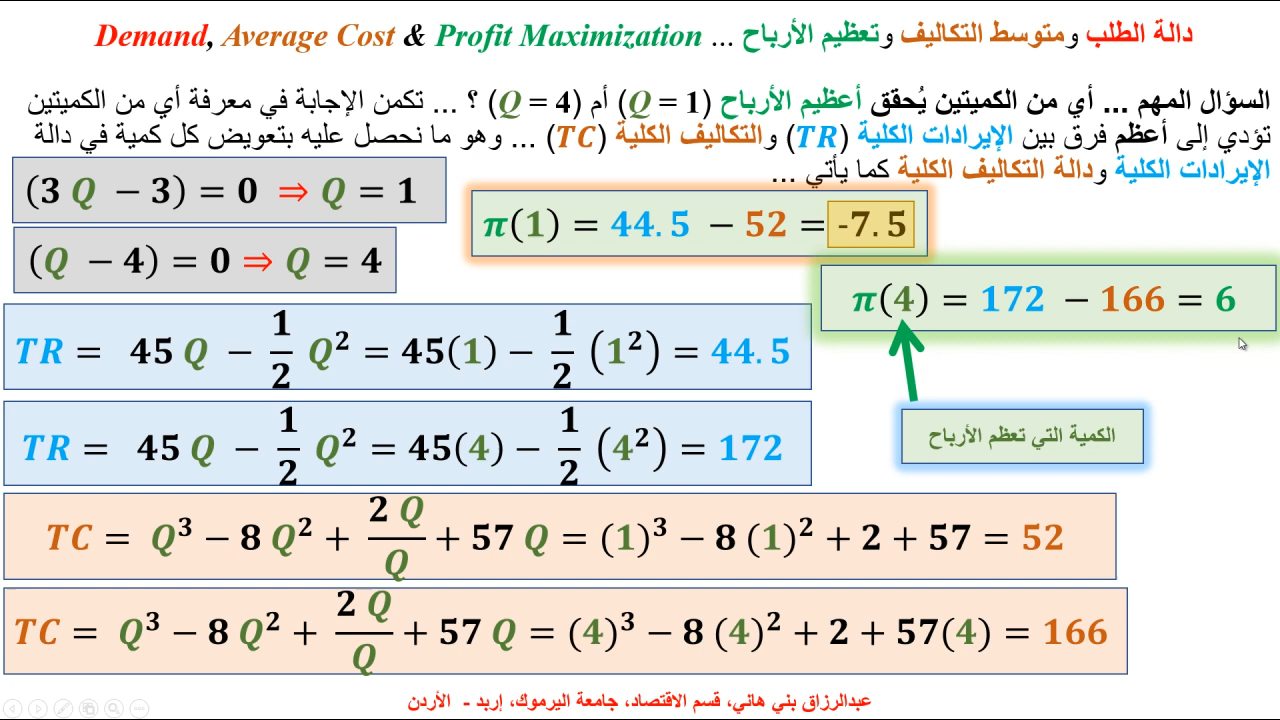 Demand, Average Cost & Profit Maximization ... دالة الطلب ومتوسط التكاليف وتعظيم الأرباح
السؤال المهم ... أي من الكميتين يُحقق أعظيم الأرباح (Q = 1) أم (Q = 4) ؟ ... تكمن الإجابة في معرفة أي من الكميتين
تؤدي إلى أعظم فرق بين الإيرادات الكلية (TR) والتكاليف الكلية (TC) ... وهو ما نحصل عليه بتعويض كل كمية في دالة
الإيرادات الكلية ودالة التكاليف الكلية كما يأتي ...
(3 Q − 3) = 0 ⇒ Q = 1
π(1) = 44.5 − 52 = -7.5
(Q − 4) = 0 ⇒ Q = 4
π(4) = 172 − 166 = 6
TR = 45 Q − 1/2 Q² = 45(1) − 1/2 (1²) = 44.5
TR = 45 Q − 1/2 Q² = 45(4) − 1/2 (4²) = 172
الكمية التي تعظم الأرباح
TC = Q³ − 8 Q² + 2 Q/Q + 57 Q = (1)³ − 8 (1)² + 2 + 57 = 52
TC = Q³ − 8 Q² + 2 Q/Q + 57 Q = (4)³ − 8 (4)² + 2 + 57(4) = 166
عبدالرزاق بني هاني، قسم الاقتصاد، جامعة اليرموك، إربد - الأردن